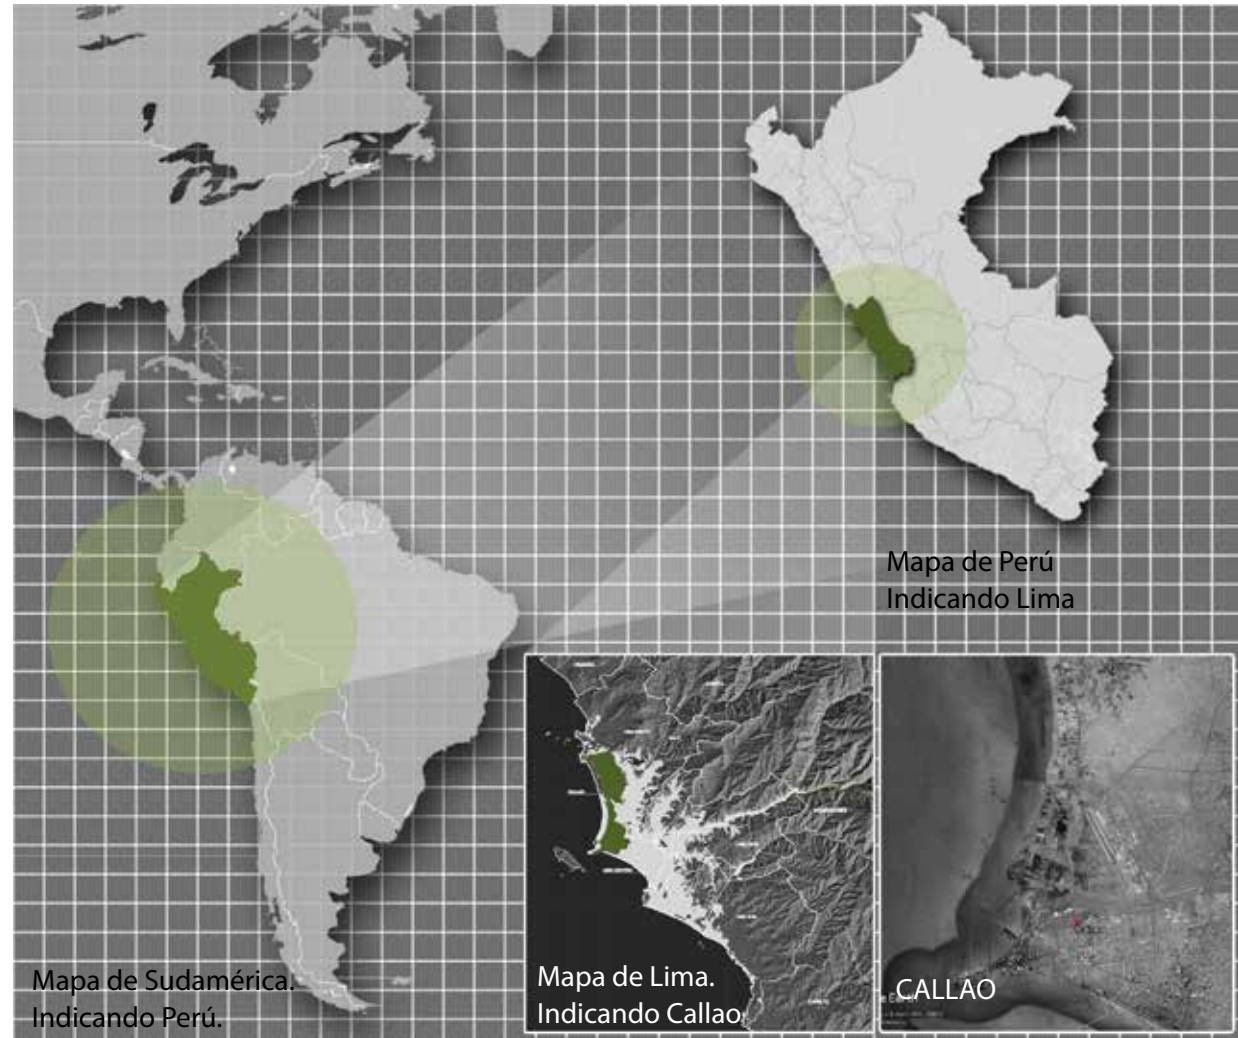 Mapa de Perú
Indicando Lima
Mapa de Sudamérica.
Indicando Perú.
Mapa de Lima.
Indicando Callao
CALLAO